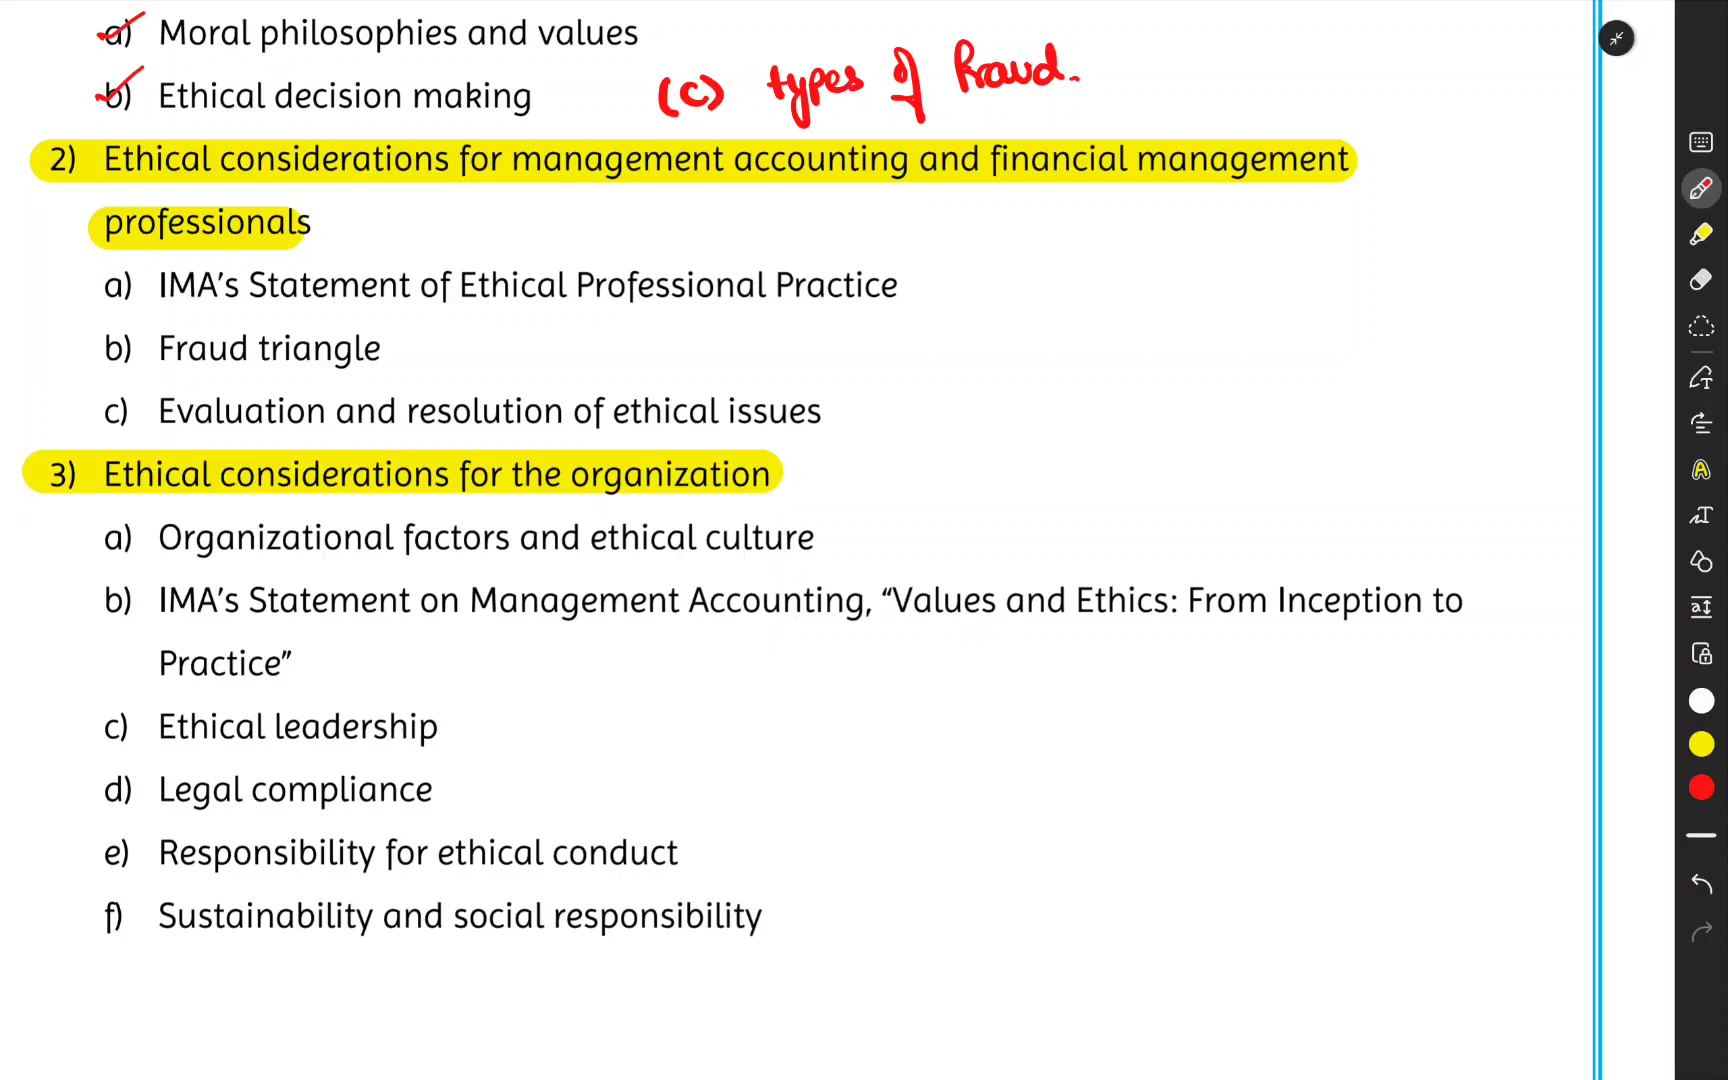 a) Moral philosophies and values
b) Ethical decision making (c) types of fraud.
2) Ethical considerations for management accounting and financial management
professionals
a) IMA’s Statement of Ethical Professional Practice
b) Fraud triangle
c) Evaluation and resolution of ethical issues
3) Ethical considerations for the organization
a) Organizational factors and ethical culture
b) IMA’s Statement on Management Accounting, “Values and Ethics: From Inception to
Practice”
c) Ethical leadership
d) Legal compliance
e) Responsibility for ethical conduct
f) Sustainability and social responsibility